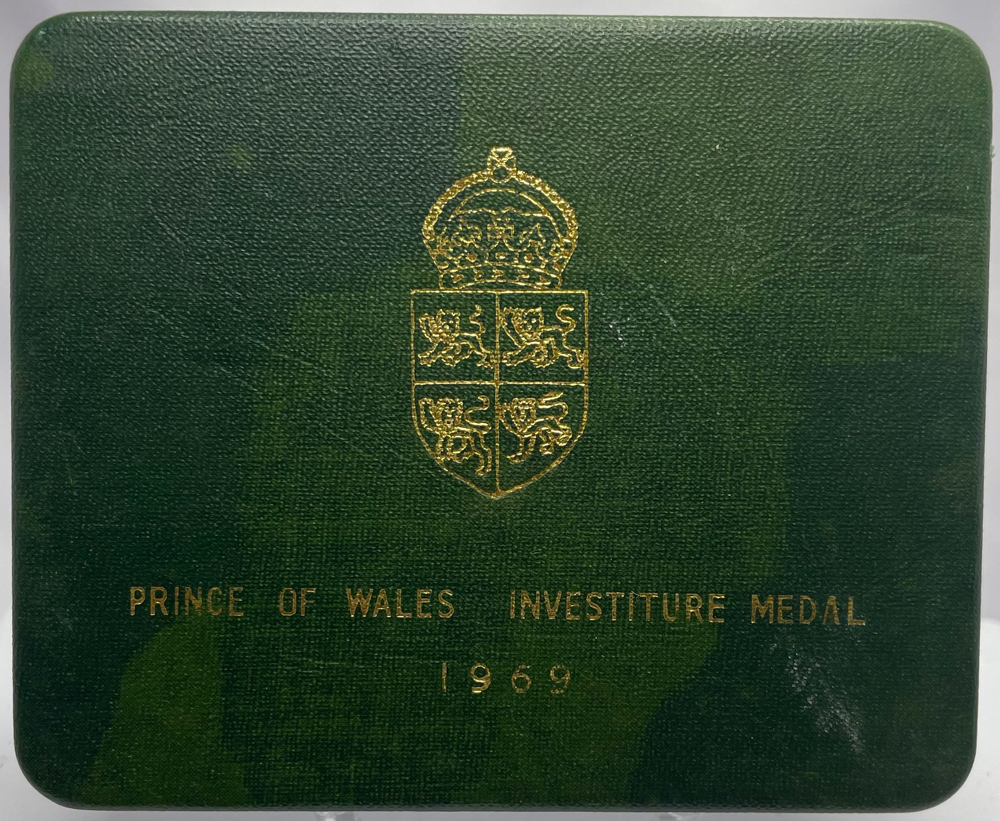 PRINCE OF WALES INVESTITURE MEDAL
1969